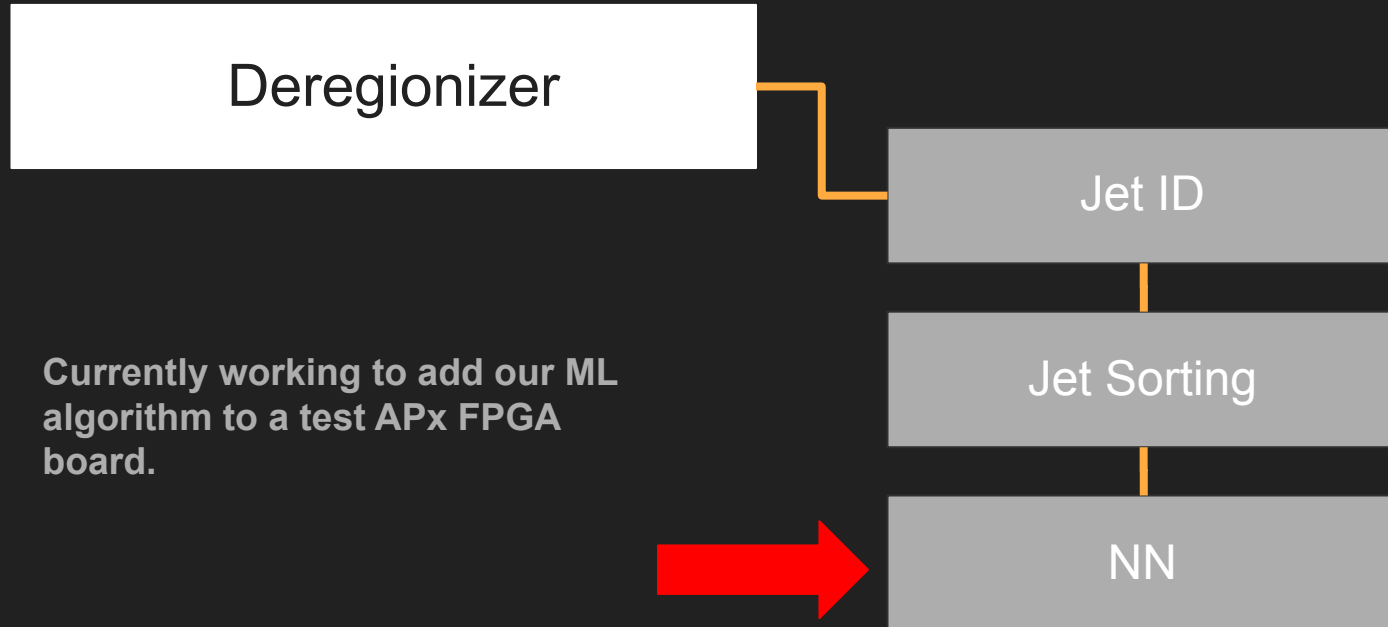 Deregionizer
Jet ID
Jet Sorting
Currently working to add our ML
algorithm to a test APx FPGA
board.
NN